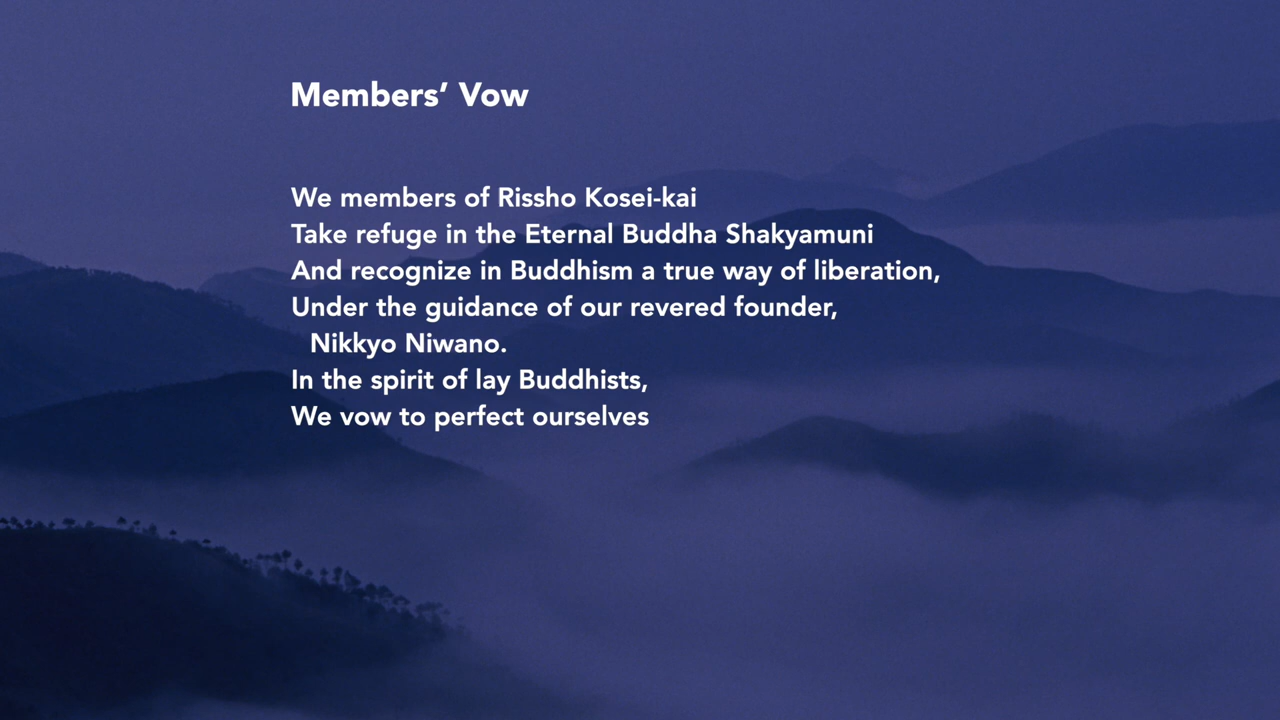 Members’ Vow
We members of Rissho Kosei-kai
Take refuge in the Eternal Buddha Shakyamuni
And recognize in Buddhism a true way of liberation,
Under the guidance of our revered founder,
Nikkyo Niwano.
In the spirit of lay Buddhists,
We vow to perfect ourselves